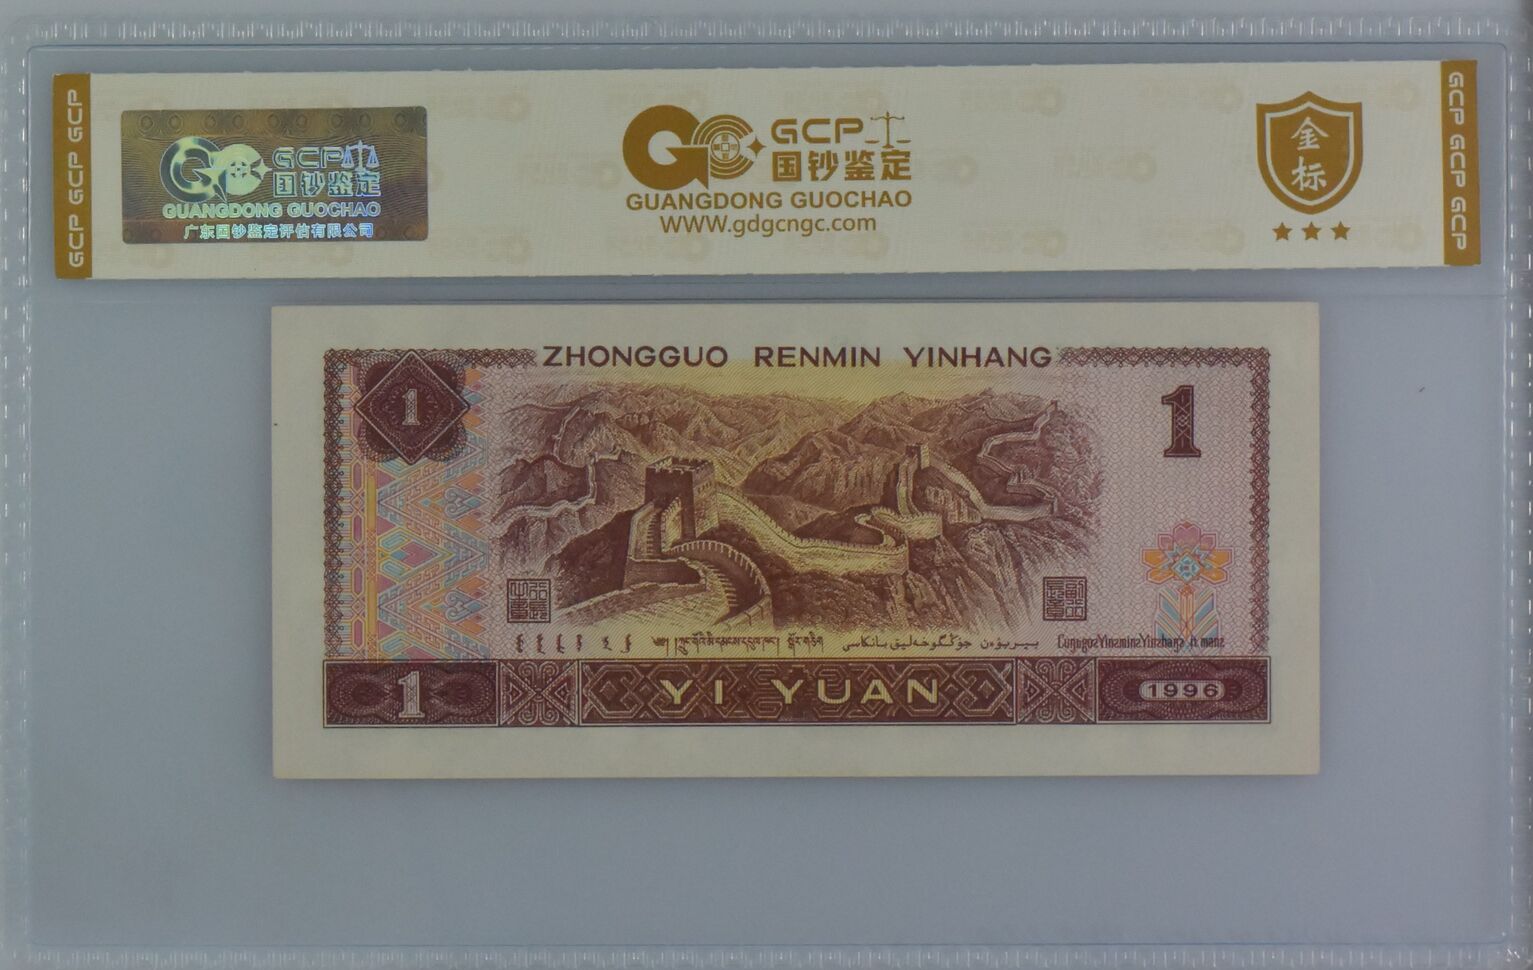 GCP GCP GCP
GCP
国钞鉴定
GUANGDONG GUOCHAO
广东国钞鉴定评估有限公司
GCP
国钞鉴定
GUANGDONG GUOCHAO
WWW.gdgcngc.com
金
标
GCP GCP GCP
ZHONGGUO RENMIN YINHANG
1
1
1
YI YUAN
1996